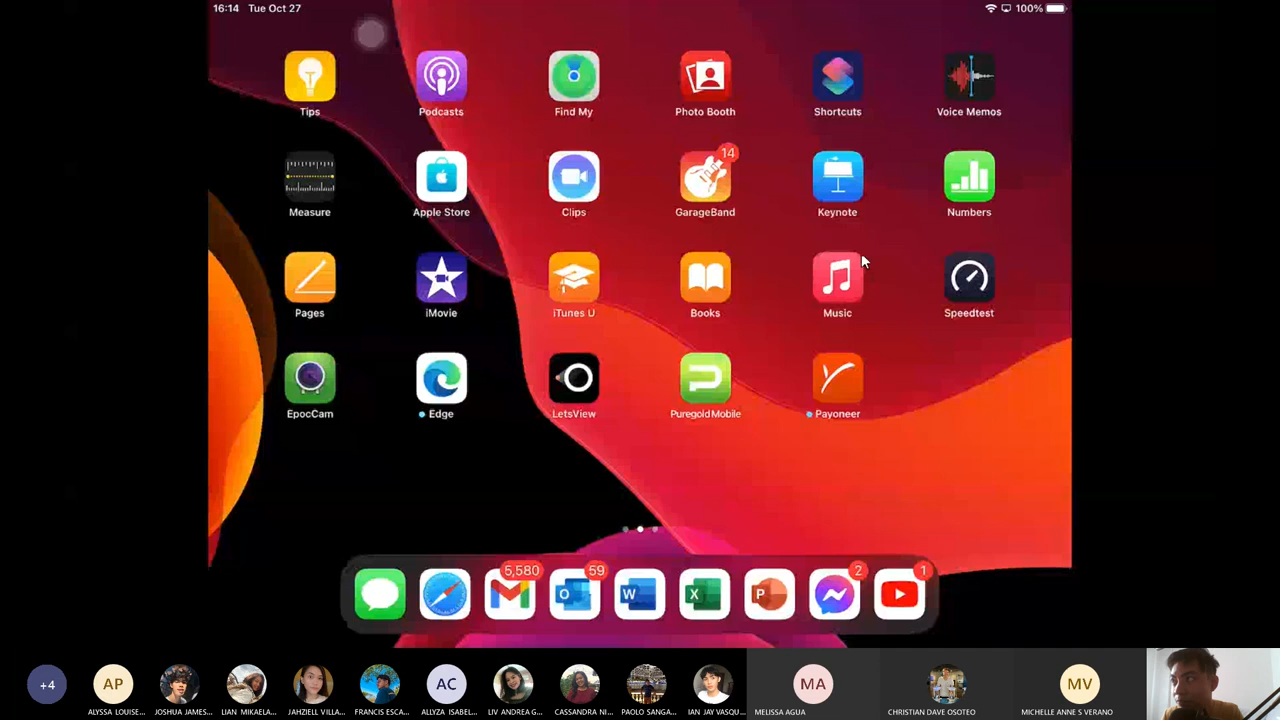 16:14 Tue Oct 27 100%
Tips Podcasts Find My Photo Booth Shortcuts Voice Memos
14
Measure Apple Store Clips GarageBand Keynote Numbers
Pages iMovie iTunes U Books Music Speedtest
EpocCam Edge LetsView Puregold Mobile Payoneer
5,580 59 2 1
O W X P
+4 AP AC MA MV
ALYSSA LOUISE... JOSHUA JAMES... LIAN MIKAELA... JAHZIELL VILLA... FRANCIS ESCA... ALLYZA ISABEL... LIV ANDREA G... CASSANDRA NI... PAOLO SANGA... IAN JAY VASQU... MELISSA AGUA CHRISTIAN DAVE OSOTEO MICHELLE ANNE S VERANO